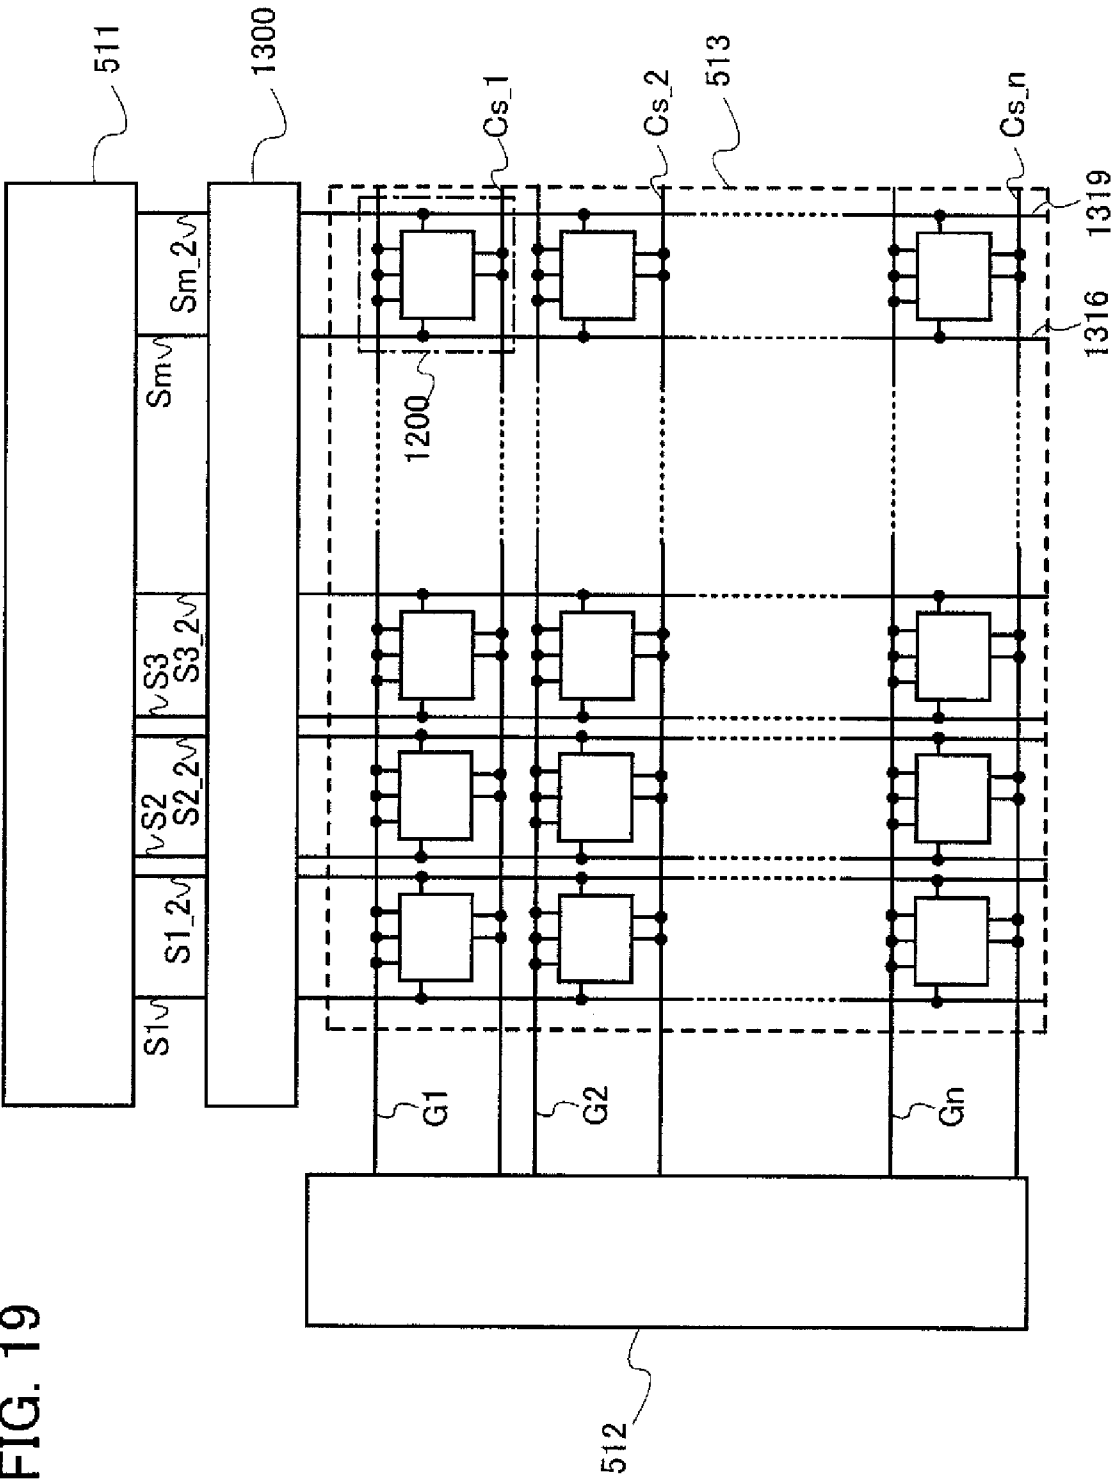 FIG. 19
511
1300
S1
S1_2
S2
S2_2
S3
S3_2
Sm
Sm_2
Cs_1
Cs_2
513
Cs_n
1200
G1
G2
Gn
512
1316
1319